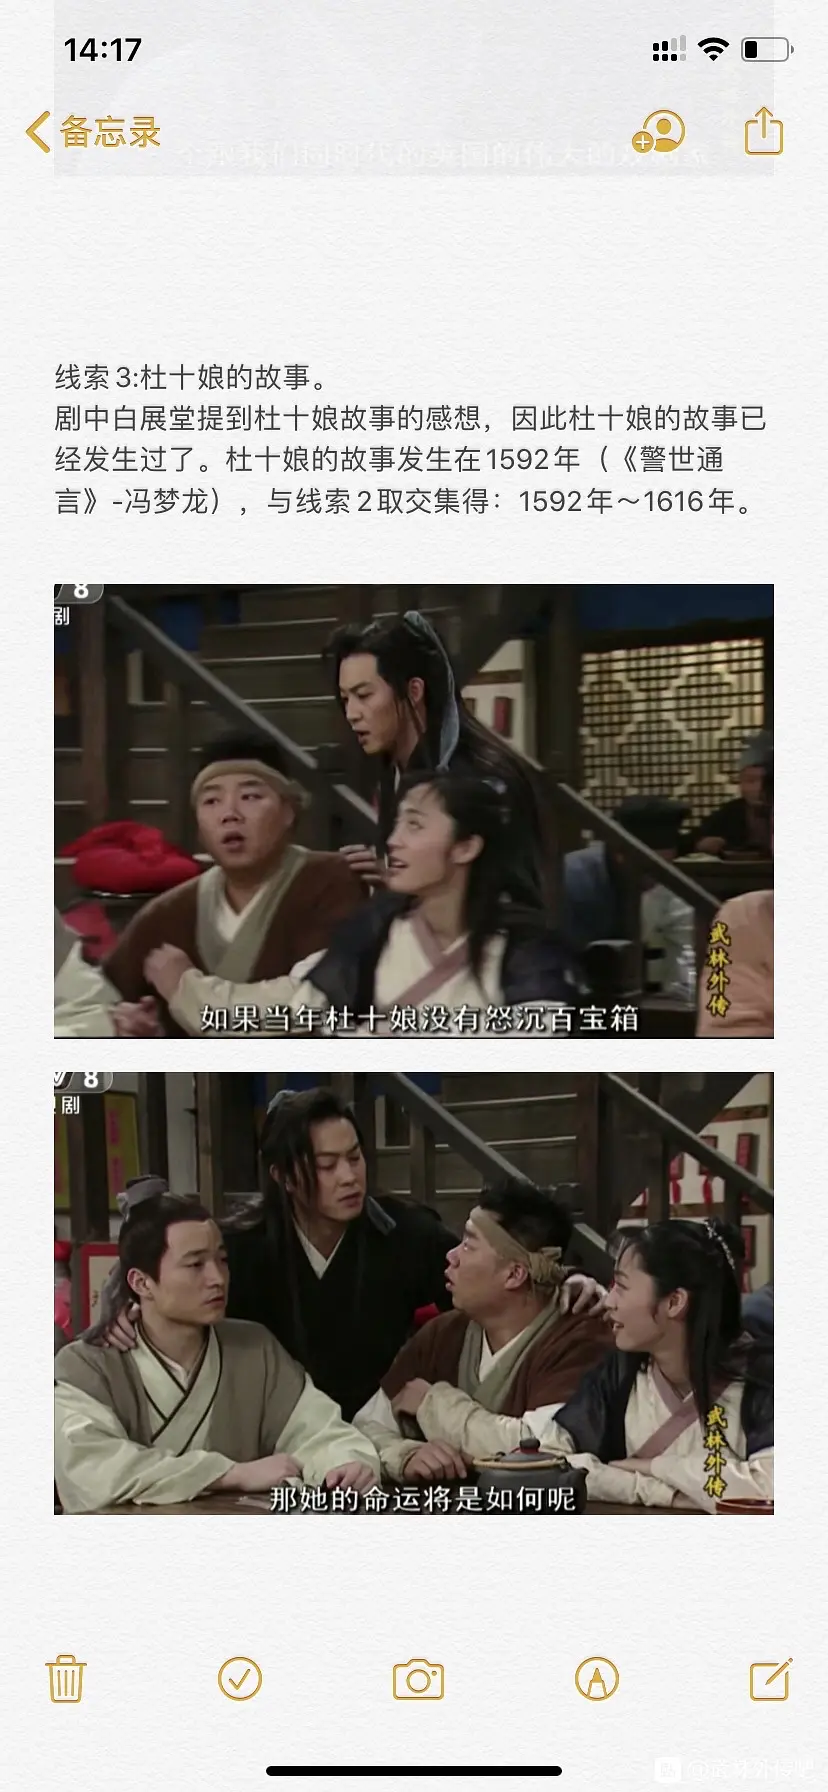 14:17
备忘录
线索3:杜十娘的故事。
剧中白展堂提到杜十娘故事的感想，因此杜十娘的故事已
经发生过了。杜十娘的故事发生在1592年（《警世通
言》-冯梦龙），与线索2取交集得：1592年～1616年。
8
剧
武林外传
如果当年杜十娘没有怒沉百宝箱
8
剧
武林外传
那她的命运将是如何呢
@武林外传吧